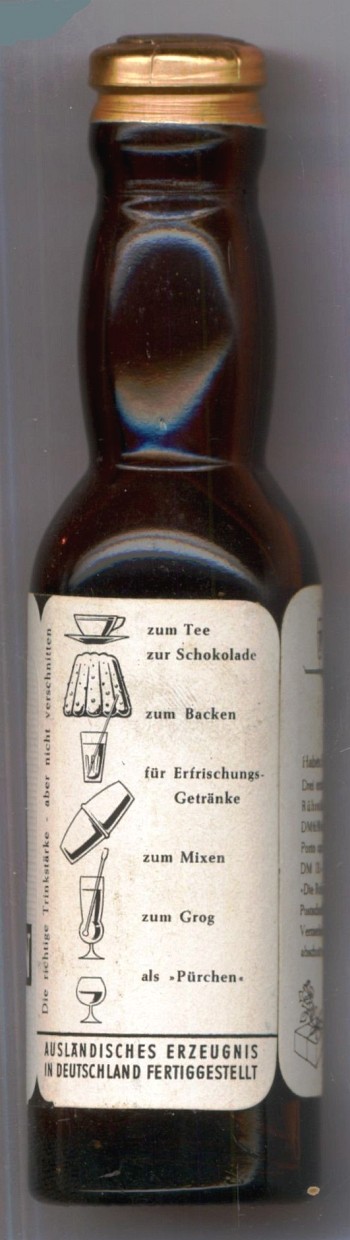 Die richtige Trinkstärke - aber nicht verschnitten
zum Tee
zur Schokolade
zum Backen
für Erfrischungs-
Getränke
zum Mixen
zum Grog
als »Pürchen«
AUSLÄNDISCHES ERZEUGNIS
IN DEUTSCHLAND FERTIGGESTELLT
Haben